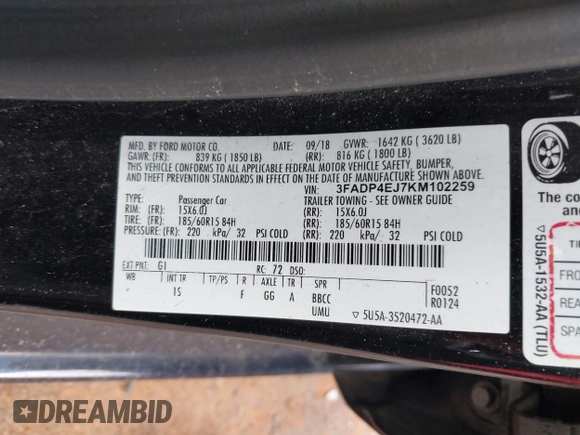 MFD. BY FORD MOTOR CO. DATE: 09/18 GVWR: 1642 KG ( 3620 LB)
GAWR: (FR): 839 KG ( 1850 LB) (RR): 816 KG ( 1800 LB)
THIS VEHICLE CONFORMS TO ALL APPLICABLE FEDERAL MOTOR VEHICLE SAFETY, BUMPER,
AND THEFT PREVENTION STANDARDS IN EFFECT ON THE DATE OF MANUFACTURE SHOWN ABOVE.
VIN: 3FADP4EJ7KM102259
TYPE: Passenger Car TRAILER TOWING - SEE OWNER GUIDE
RIM: (FR): 15X6.0J (RR): 15X6.0J
TIRE: (FR): 185/60R15 84H (RR): 185/60R15 84H
PRESSURE: (FR): 220 kPa/ 32 PSI COLD (RR): 220 kPa/ 32 PSI COLD
EXT PNT: G1 RC: 72 DSO:
WB INT TR TP/PS R AXLE TR SPR
15 F GG A BBCC
UMU
F0052
R0124
▽ 5U5A-3520472-AA
▽ 5U5A-1532-AA (TLU)
The com
and
TI
FRO
REA
SPA
DREAMBID